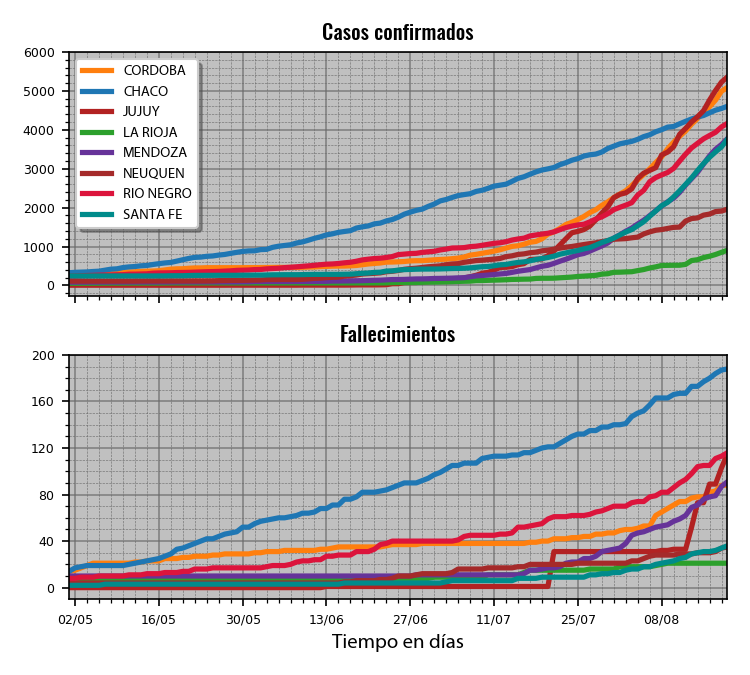 Casos confirmados
6000
5000
4000
3000
2000
1000
0
CORDOBA
CHACO
JUJUY
LA RIOJA
MENDOZA
NEUQUEN
RIO NEGRO
SANTA FE
Fallecimientos
200
160
120
80
40
0
02/05 16/05 30/05 13/06 27/06 11/07 25/07 08/08
Tiempo en días